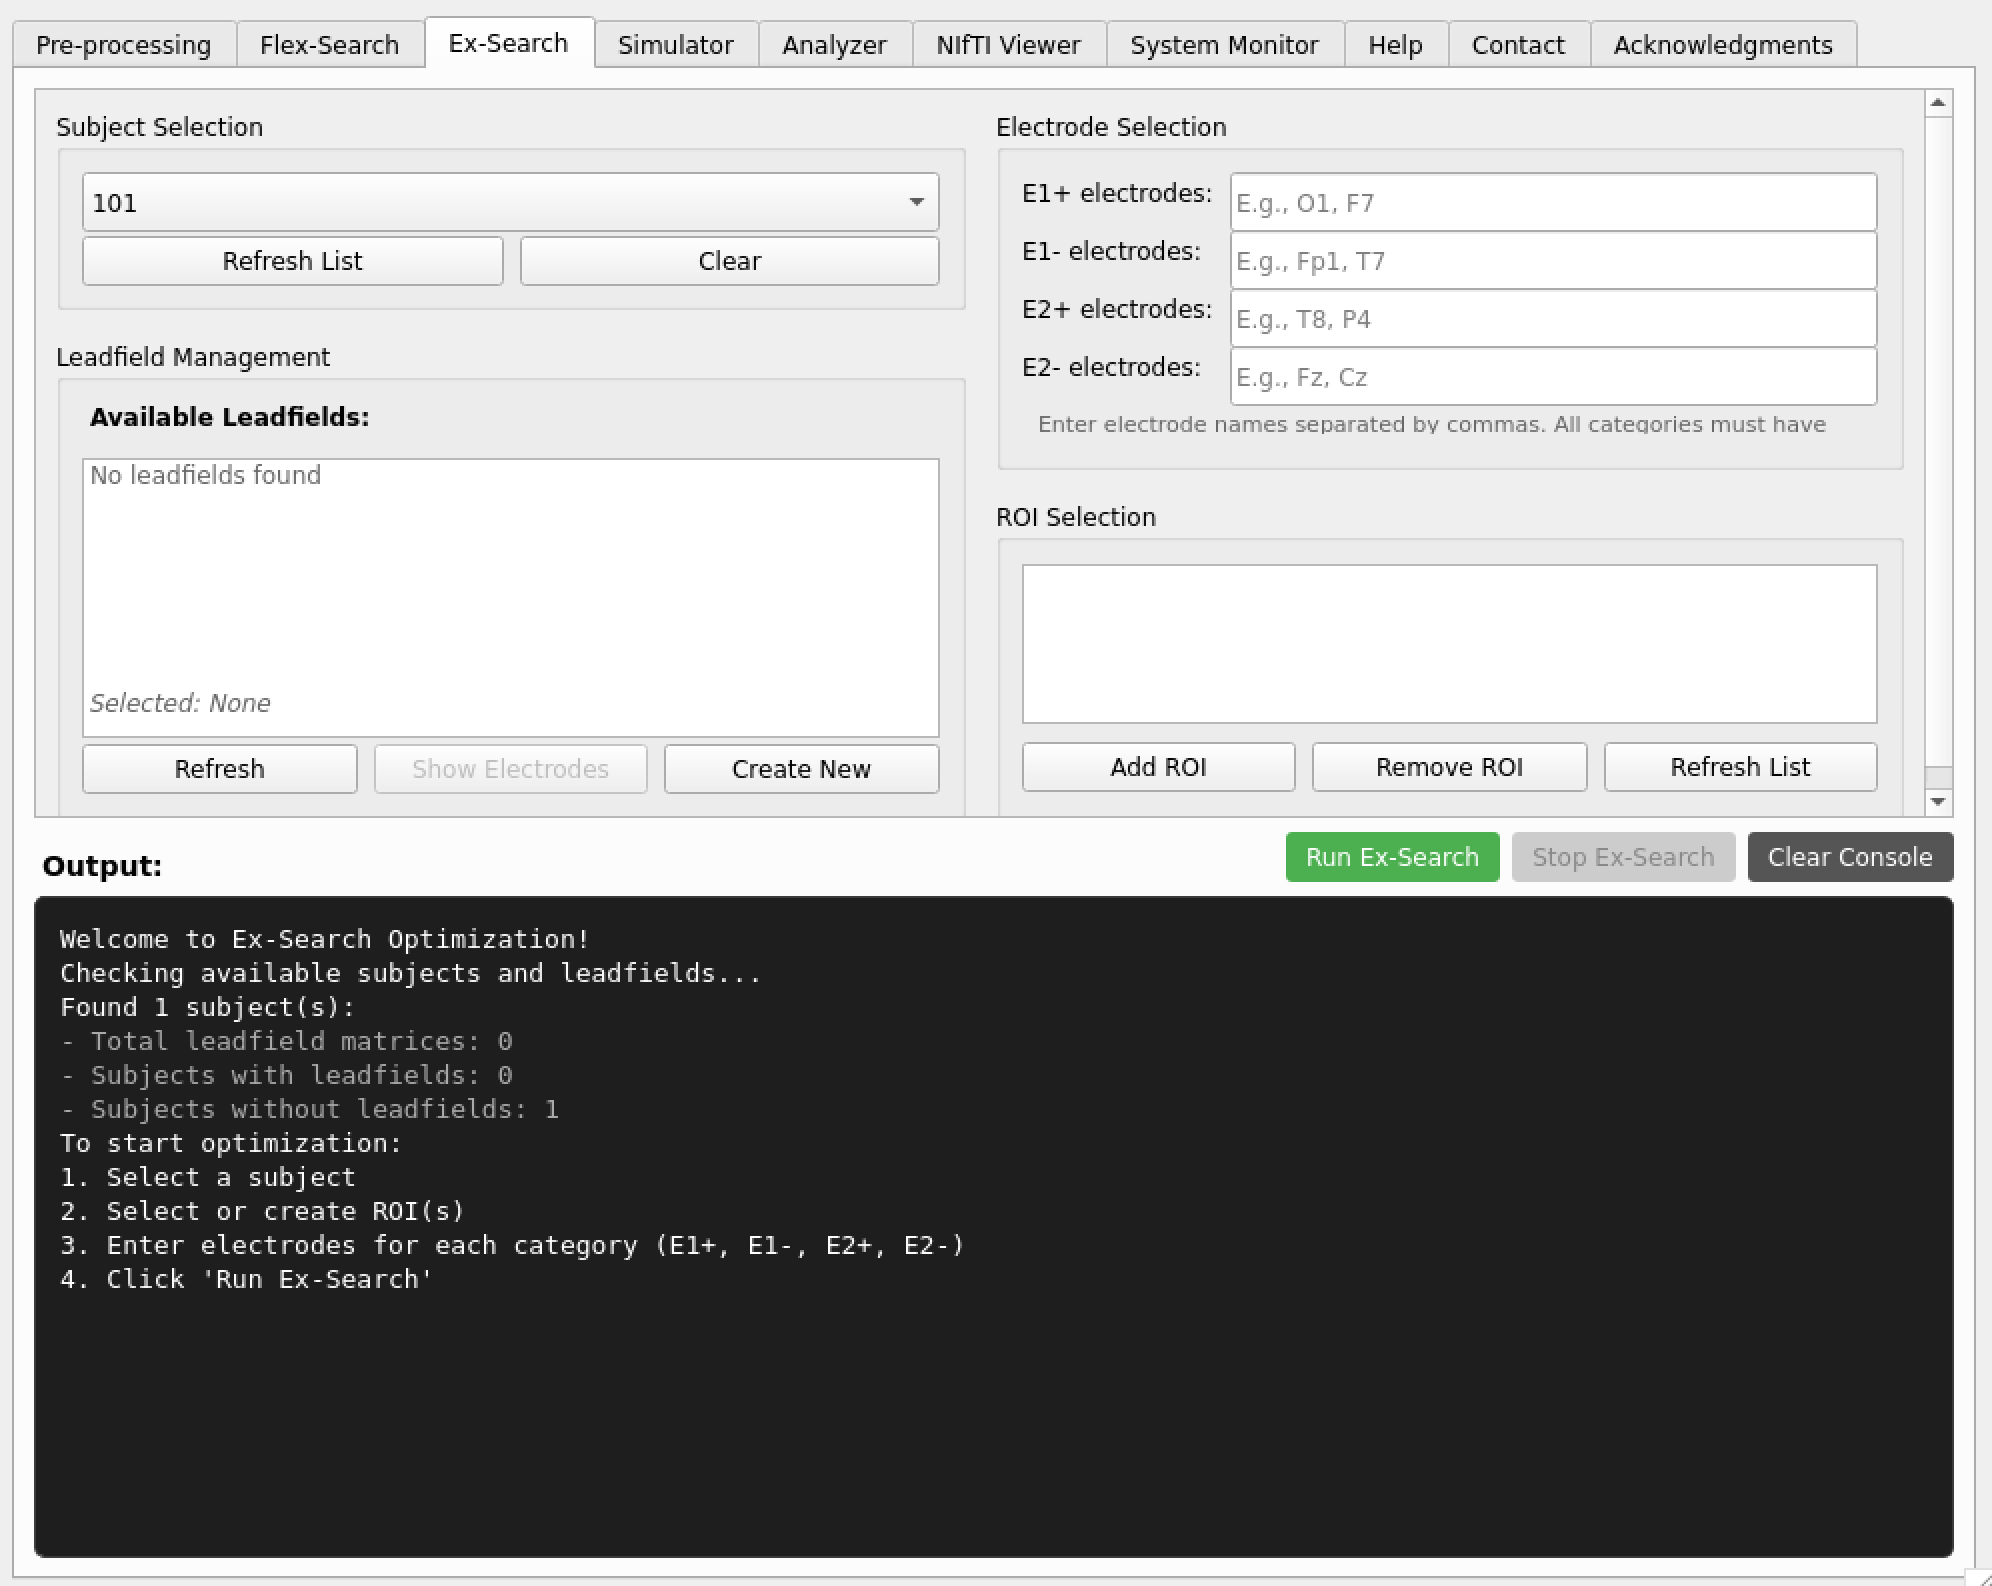 Pre-processing Flex-Search Ex-Search Simulator Analyzer NIfTI Viewer System Monitor Help Contact Acknowledgments
Subject Selection
101
Refresh List Clear
Leadfield Management
Available Leadfields:
No leadfields found
Selected: None
Refresh Show Electrodes Create New
Electrode Selection
E1+ electrodes: E.g., O1, F7
E1- electrodes: E.g., Fp1, T7
E2+ electrodes: E.g., T8, P4
E2- electrodes: E.g., Fz, Cz
Enter electrode names separated by commas. All categories must have
ROI Selection
Add ROI Remove ROI Refresh List
Output:
Run Ex-Search Stop Ex-Search Clear Console
Welcome to Ex-Search Optimization!
Checking available subjects and leadfields...
Found 1 subject(s):
- Total leadfield matrices: 0
- Subjects with leadfields: 0
- Subjects without leadfields: 1
To start optimization:
1. Select a subject
2. Select or create ROI(s)
3. Enter electrodes for each category (E1+, E1-, E2+, E2-)
4. Click 'Run Ex-Search'